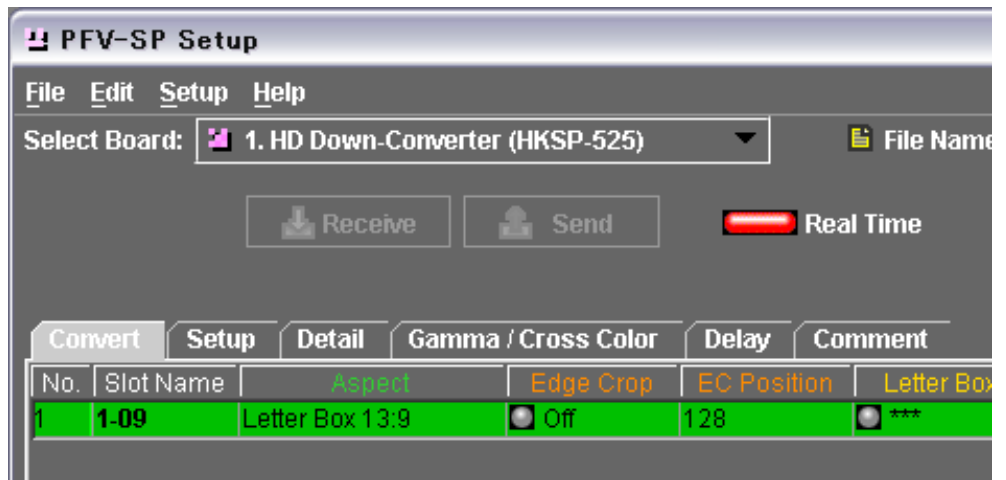 PFV-SP Setup
File Edit Setup Help
Select Board: 1. HD Down-Converter (HKSP-525) File Name
Receive Send Real Time
Convert Setup Detail Gamma / Cross Color Delay Comment
No. Slot Name Aspect Edge Crop EC Position Letter Box
1 1-09 Letter Box 13:9 Off 128 ***